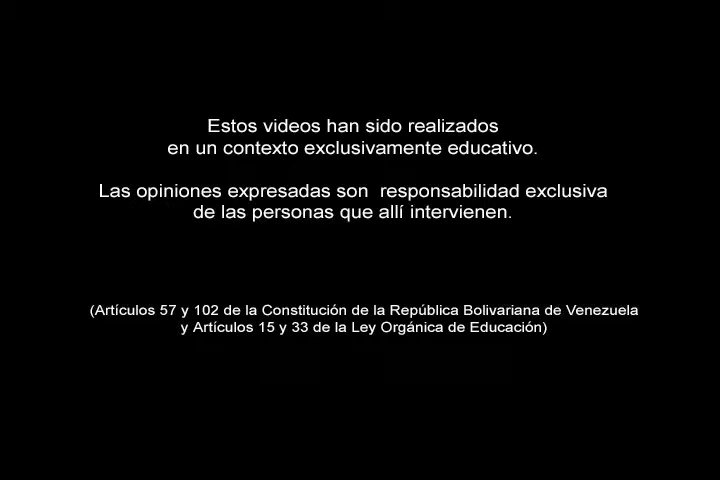 Estos videos han sido realizados
en un contexto exclusivamente educativo.
Las opiniones expresadas son  responsabilidad exclusiva
de las personas que allí intervienen.
(Artículos 57 y 102 de la Constitución de la República Bolivariana de Venezuela
y Artículos 15 y 33 de la Ley Orgánica de Educación)